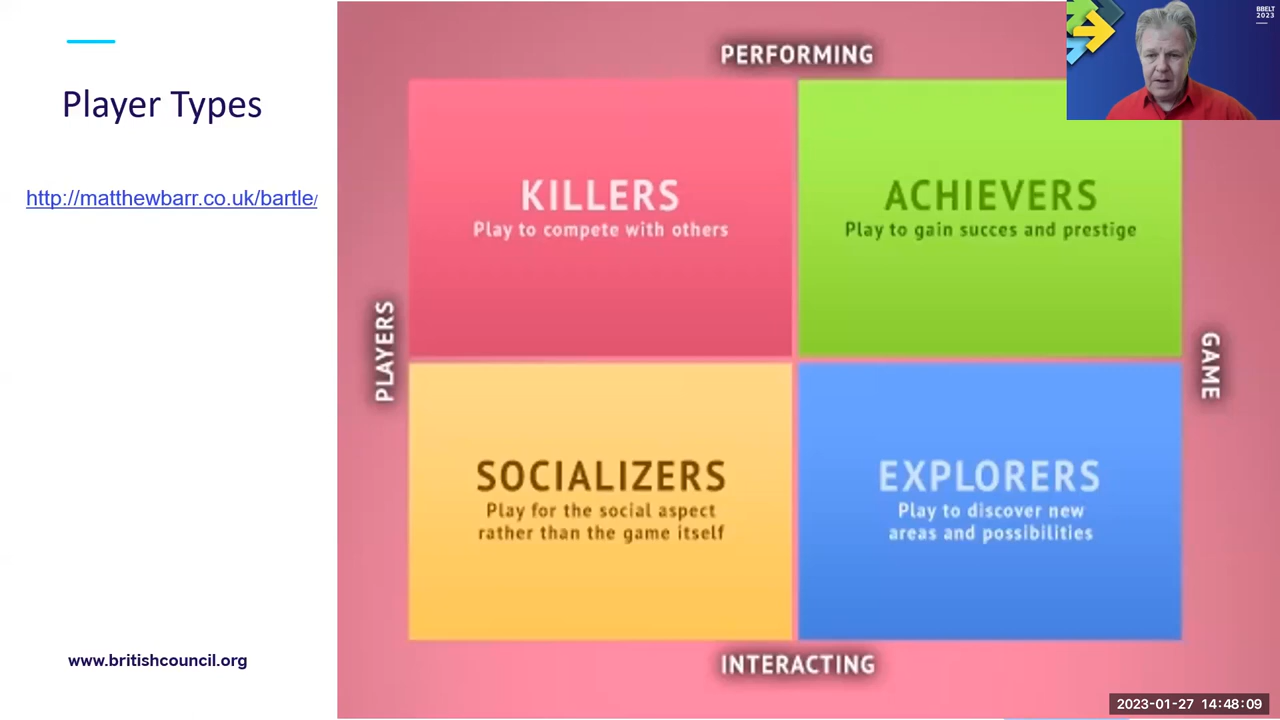 Player Types
http://matthewbarr.co.uk/bartle/
www.britishcouncil.org
PERFORMING
PLAYERS
GAME
KILLERS
Play to compete with others
ACHIEVERS
Play to gain succes and prestige
SOCIALIZERS
Play for the social aspect
rather than the game itself
EXPLORERS
Play to discover new
areas and possibilities
INTERACTING
BBELT
2023
2023-01-27 14:48:09